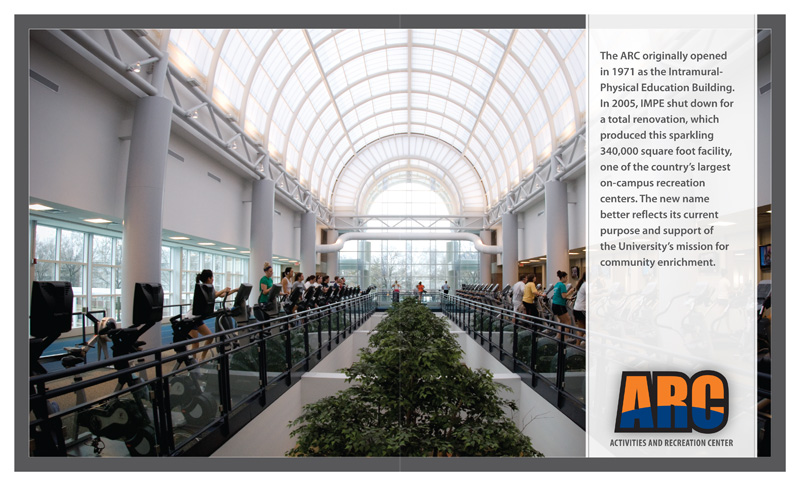 The ARC originally opened
in 1971 as the Intramural-
Physical Education Building.
In 2005, IMPE shut down for
a total renovation, which
produced this sparkling
340,000 square foot facility,
one of the country's largest
on-campus recreation
centers. The new name
better reflects its current
purpose and support of
the University's mission for
community enrichment.
ARC
ACTIVITIES AND RECREATION CENTER